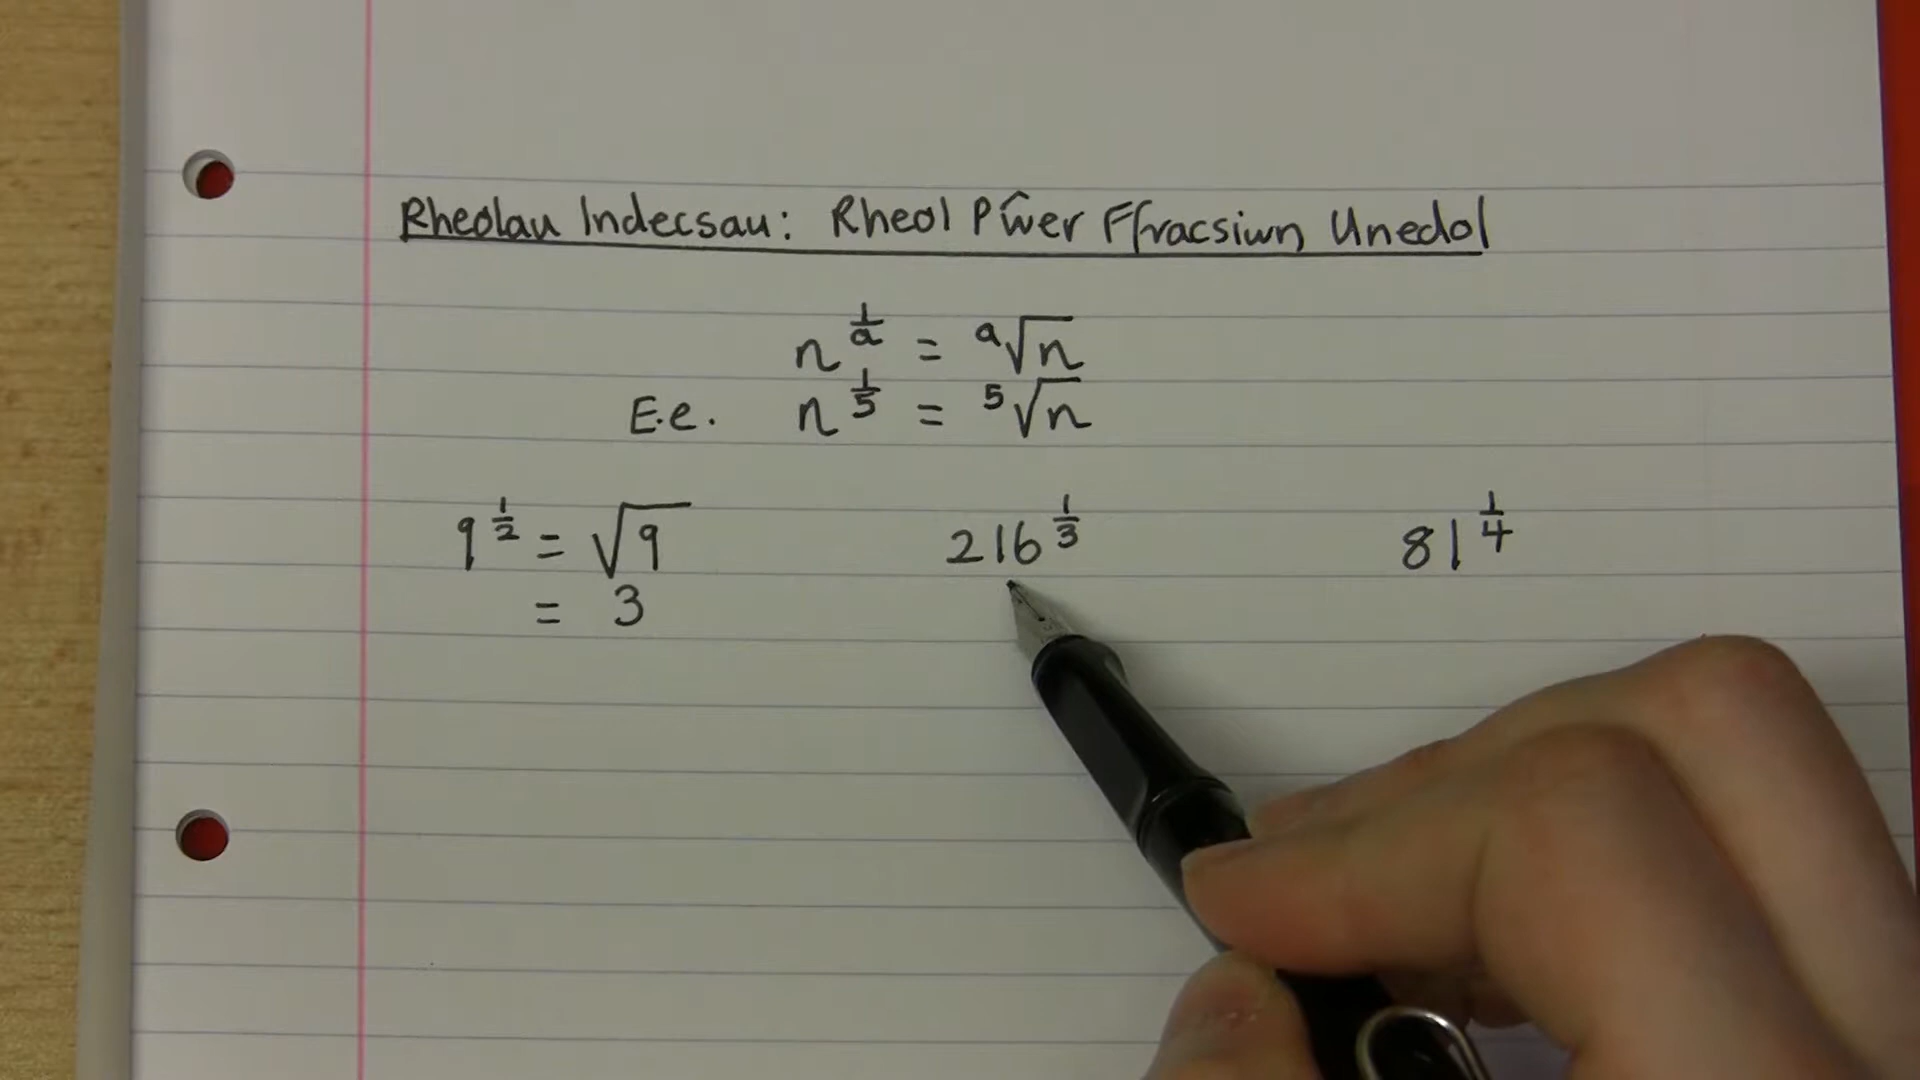 Rheolau Indecsau: Rheol Pŵer Ffracsiwn Unedol
n^(1/a) = ᵃ√n
E.e. n^(1/5) = ⁵√n
9^(1/2) = √9 216^(1/3) 81^(1/4)
= 3